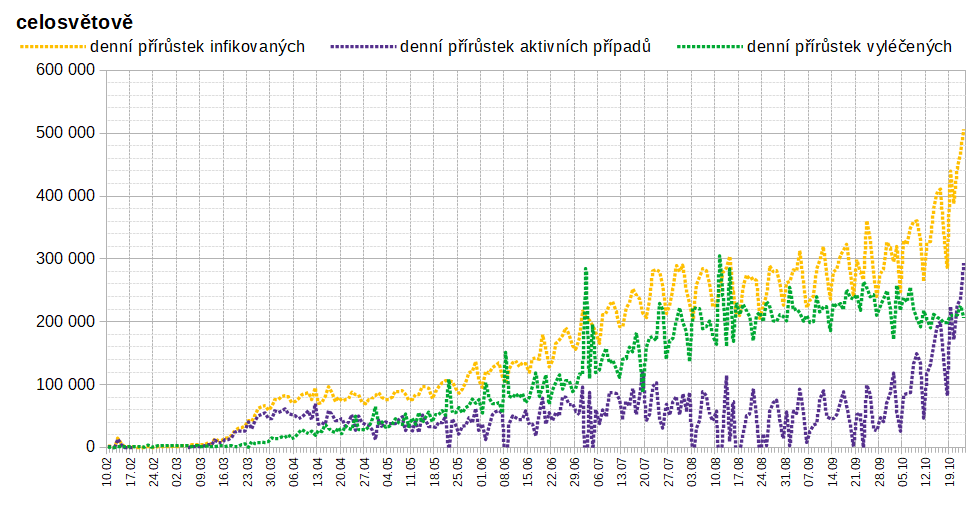 celosvětově
denní přírůstek infikovaných denní přírůstek aktivních případů denní přírůstek vyléčených
600 000
500 000
400 000
300 000
200 000
100 000
0
10.02 17.02 24.02 02.03 09.03 16.03 23.03 30.03 06.04 13.04 20.04 27.04 04.05 11.05 18.05 25.05 01.06 08.06 15.06 22.06 29.06 06.07 13.07 20.07 27.07 03.08 10.08 17.08 24.08 31.08 07.09 14.09 21.09 28.09 05.10 12.10 19.10